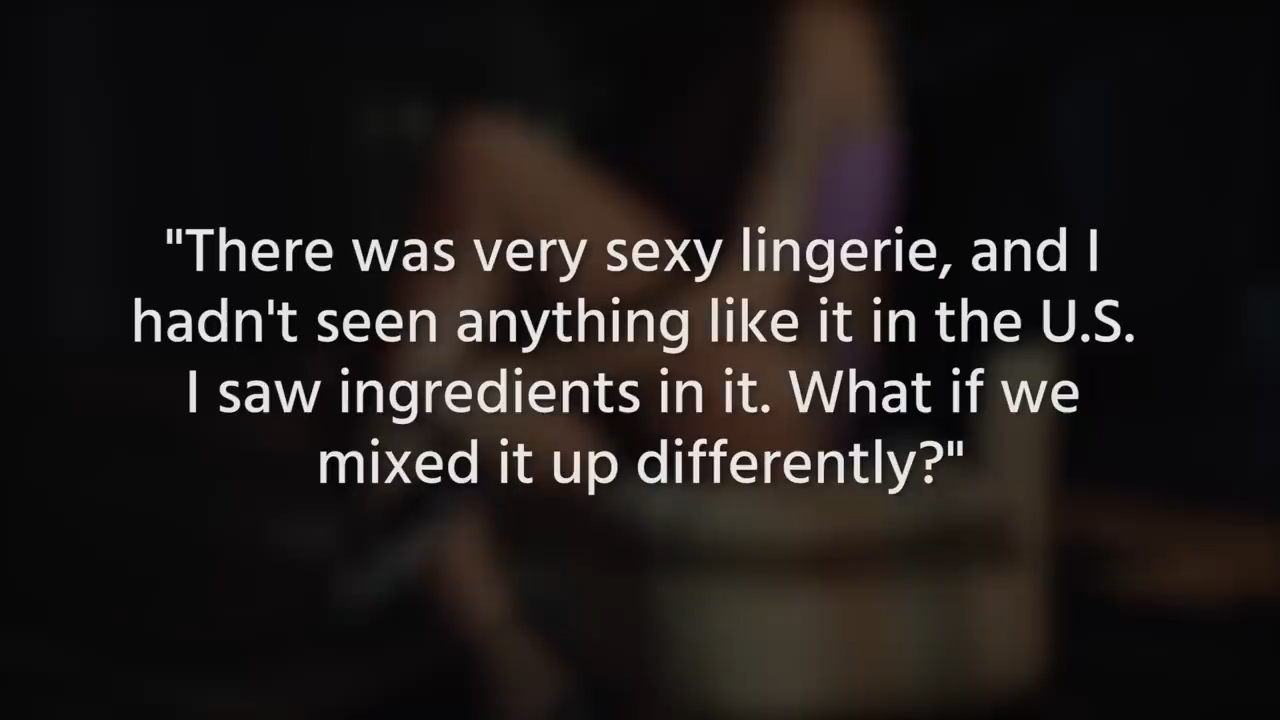 "There was very sexy lingerie, and I
hadn't seen anything like it in the U.S.
I saw ingredients in it. What if we
mixed it up differently?"